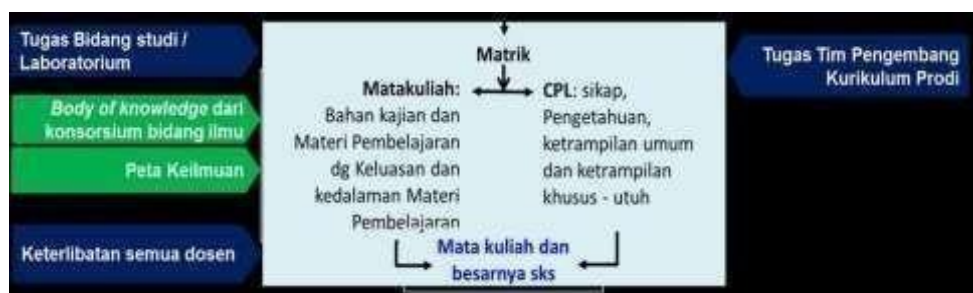 Tugas Bidang studi /
Laboratorium
Body of knowledge dari
konsorsium bidang ilmu
Peta Keilmuan
Keterlibatan semua dosen
Matrik
Matakuliah:
Bahan kajian dan
Materi Pembelajaran
dg Keluasan dan
kedalaman Materi
Pembelajaran
CPL: sikap,
Pengetahuan,
ketrampilan umum
dan ketrampilan
khusus - utuh
Mata kuliah dan
besarnya sks
Tugas Tim Pengembang
Kurikulum Prodi